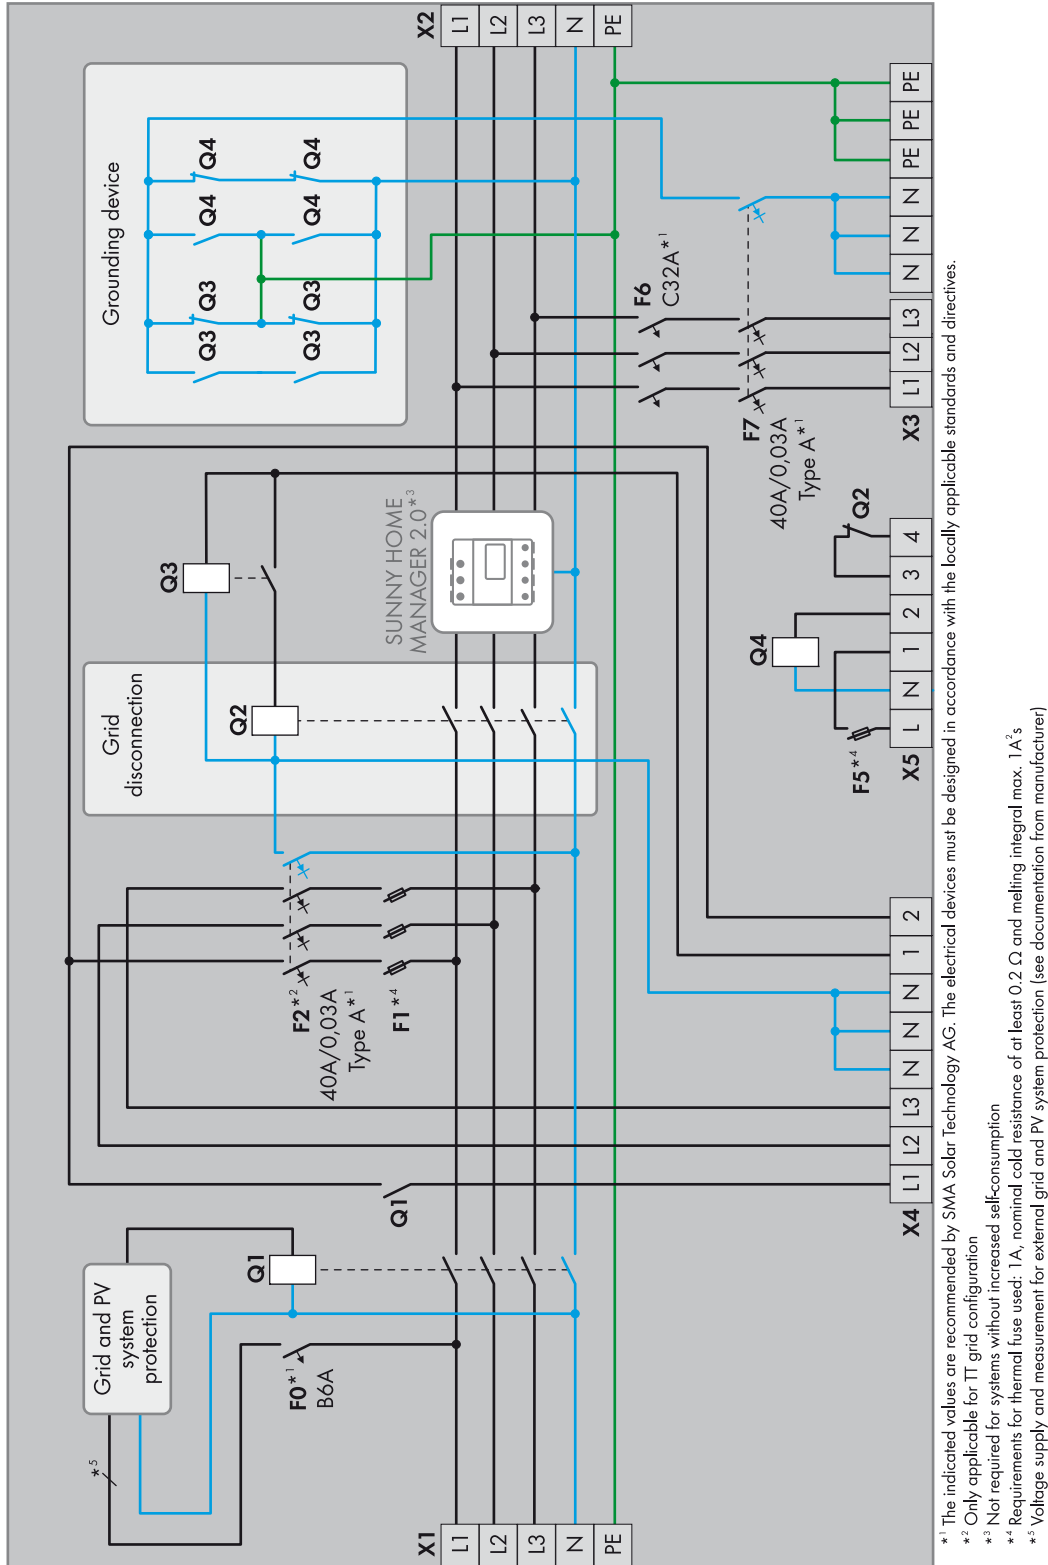 X1
L1
L2
L3
N
PE
*5
Grid and PV
system
protection
F0*1
B6A
Q1
Q1
X4
L1
L2
L3
N
N
N
1
2
F2*2
40A/0,03A
Type A*1
F1*4
Grid
disconnection
Q2
Q3
SUNNY HOME
MANAGER 2.0*3
F5*4
X5
L
N
1
2
3
4
Q4
Q2
Grounding device
Q3
Q3
Q3
Q3
Q4
Q4
Q4
Q4
F6
C32A*1
F7
40A/0,03A
Type A*1
X3
L1
L2
L3
N
N
N
PE
PE
PE
X2
L1
L2
L3
N
PE
*1 The indicated values are recommended by SMA Solar Technology AG. The electrical devices must be designed in accordance with the locally applicable standards and directives.
*2 Only applicable for TT grid configuration
*3 Not required for systems without increased self-consumption
*4 Requirements for thermal fuse used: 1A, nominal cold resistance of at least 0.2 Ω and melting integral max. 1A²s
*5 Voltage supply and measurement for external grid and PV system protection (see documentation from manufacturer)